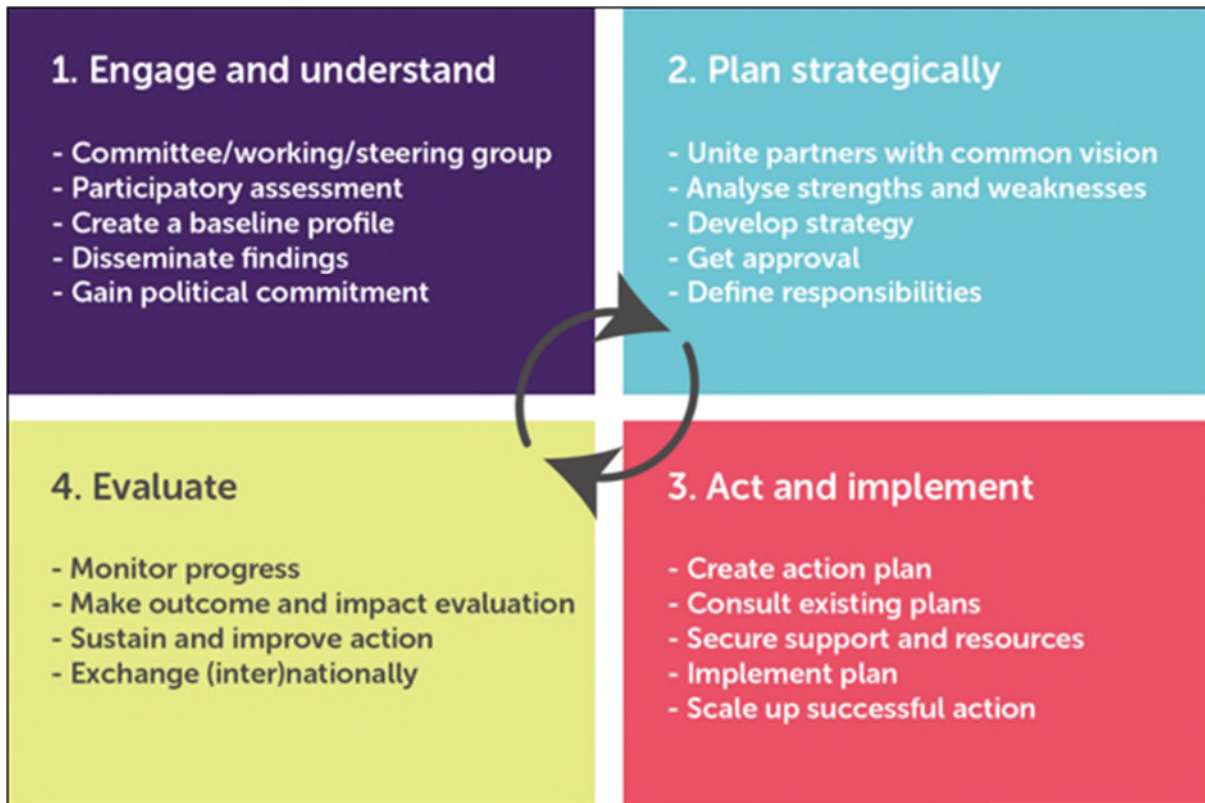 1. Engage and understand
- Committee/working/steering group
- Participatory assessment
- Create a baseline profile
- Disseminate findings
- Gain political commitment
2. Plan strategically
- Unite partners with common vision
- Analyse strengths and weaknesses
- Develop strategy
- Get approval
- Define responsibilities
3. Act and implement
- Create action plan
- Consult existing plans
- Secure support and resources
- Implement plan
- Scale up successful action
4. Evaluate
- Monitor progress
- Make outcome and impact evaluation
- Sustain and improve action
- Exchange (inter)nationally